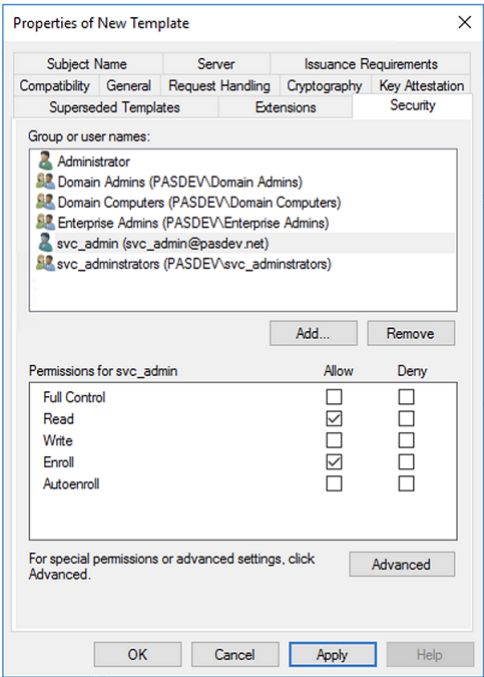 Properties of New Template
Subject Name Server Issuance Requirements
Compatibility General Request Handling Cryptography Key Attestation
Superseded Templates Extensions Security
Group or user names:
Administrator
Domain Admins (PASDEV\Domain Admins)
Domain Computers (PASDEV\Domain Computers)
Enterprise Admins (PASDEV\Enterprise Admins)
svc_admin (svc_admin@pasdev.net)
svc_adminstrators (PASDEV\svc_adminstrators)
Add... Remove
Permissions for svc_admin Allow Deny
Full Control
Read
Write
Enroll
Autoenroll
For special permissions or advanced settings, click
Advanced. Advanced
OK Cancel Apply Help